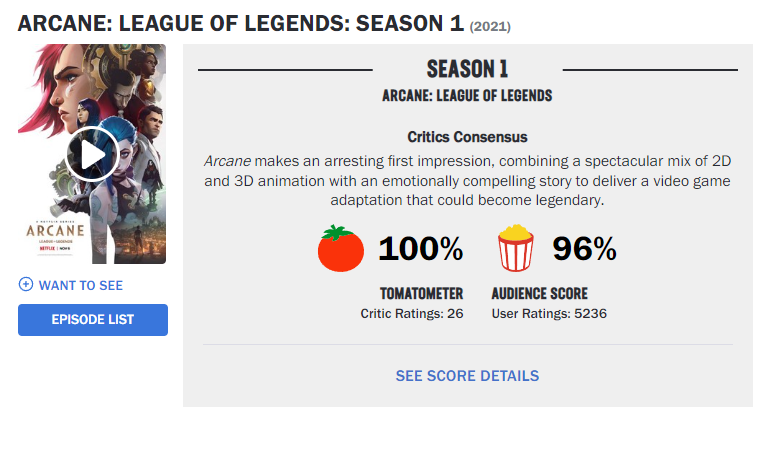 ARCANE: LEAGUE OF LEGENDS: SEASON 1 (2021)
SEASON 1
ARCANE: LEAGUE OF LEGENDS
Critics Consensus
Arcane makes an arresting first impression, combining a spectacular mix of 2D
and 3D animation with an emotionally compelling story to deliver a video game
adaptation that could become legendary.
100%
96%
TOMATOMETER
AUDIENCE SCORE
Critic Ratings: 26
User Ratings: 5236
SEE SCORE DETAILS
ARCANE
LEAGUE OF LEGENDS
NETFLIX
WANT TO SEE
EPISODE LIST